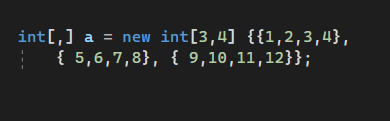 int[,] a = new int[3,4] {{1,2,3,4},
{ 5,6,7,8}, { 9,10,11,12}};